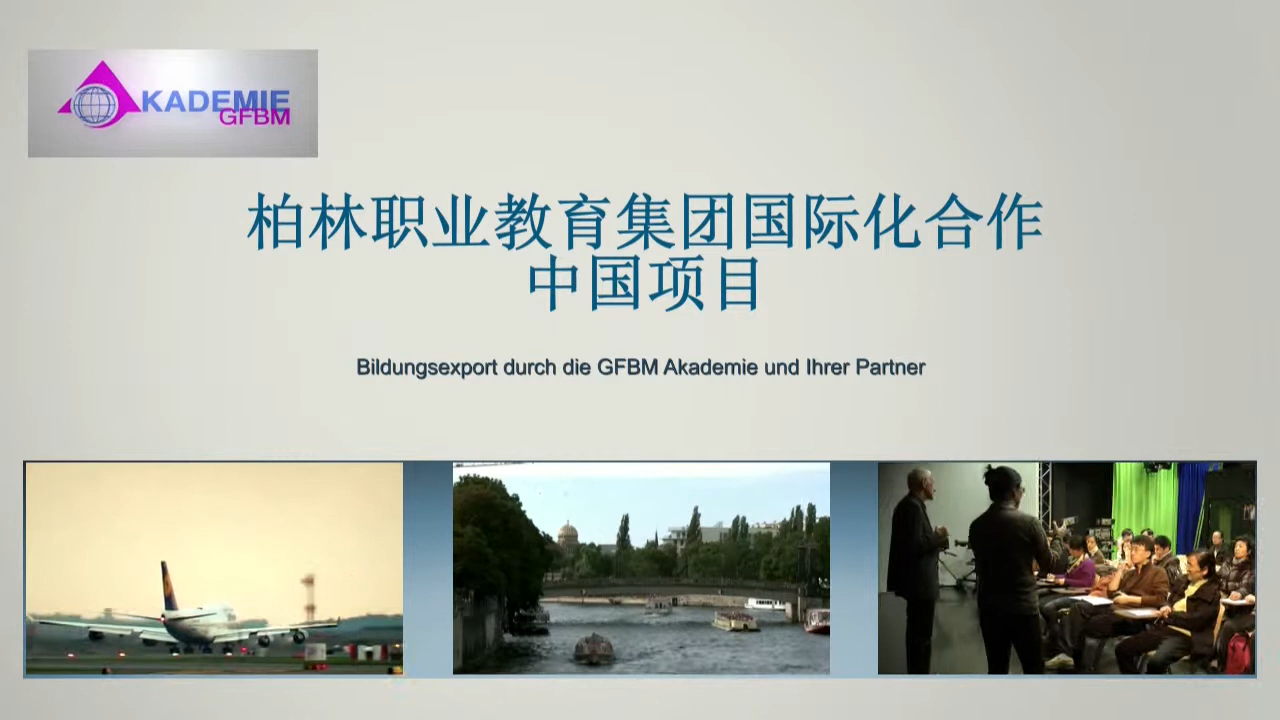 AKADEMIE
GFBM
柏林职业教育集团国际化合作
中国项目
Bildungsexport durch die GFBM Akademie und Ihrer Partner